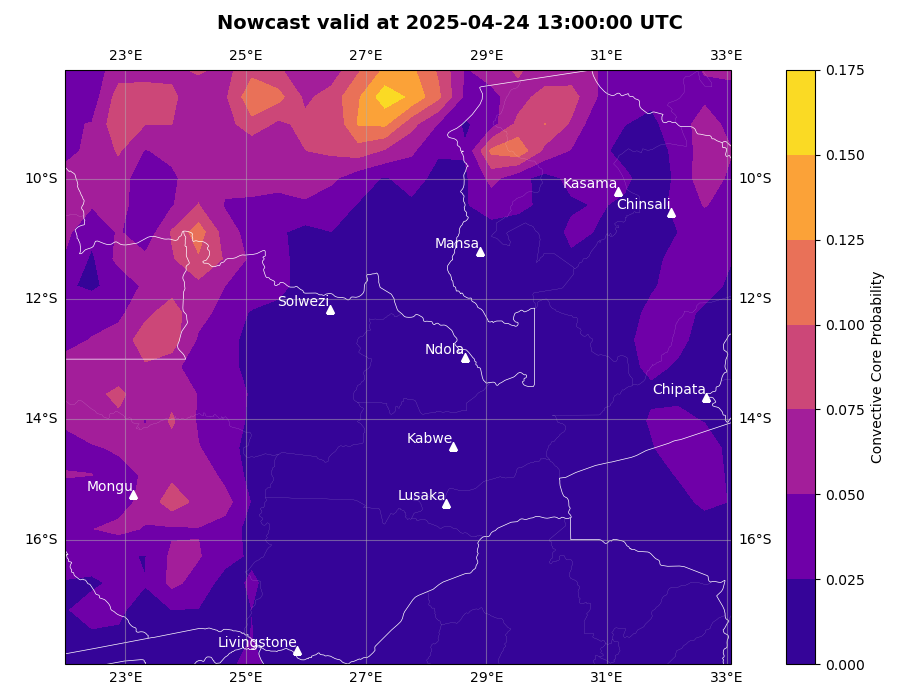 Nowcast valid at 2025-04-24 13:00:00 UTC
23°E 25°E 27°E 29°E 31°E 33°E
0.175
0.150
10°S Kasama 10°S
Chinsali
0.125
Mansa
12°S Solwezi 12°S
0.100
Ndola
Chipata
0.075
14°S 14°S
Kabwe
Mongu
Lusaka
0.050
16°S 16°S
0.025
Livingstone
0.000
23°E 25°E 27°E 29°E 31°E 33°E
Convective Core Probability